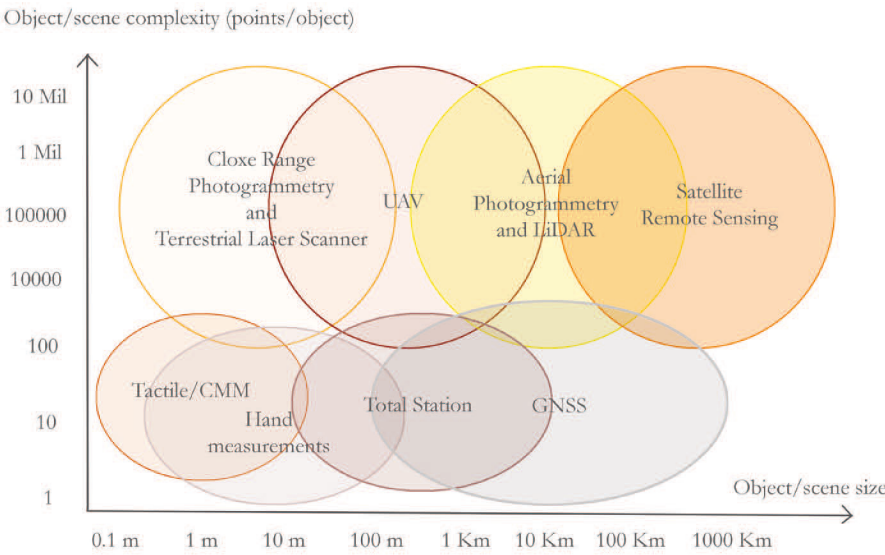 Object/scene complexity (points/object)
10 Mil
1 Mil
100000
10000
100
10
1
Cloxe Range
Photogrammetry
and
Terrestrial Laser Scanner
UAV
Aerial
Photogrammetry
and LiDAR
Satellite
Remote Sensing
Tactile/CMM
Hand
measurements
Total Station
GNSS
Object/scene size
0.1 m
1 m
10 m
100 m
1 Km
10 Km
100 Km
1000 Km